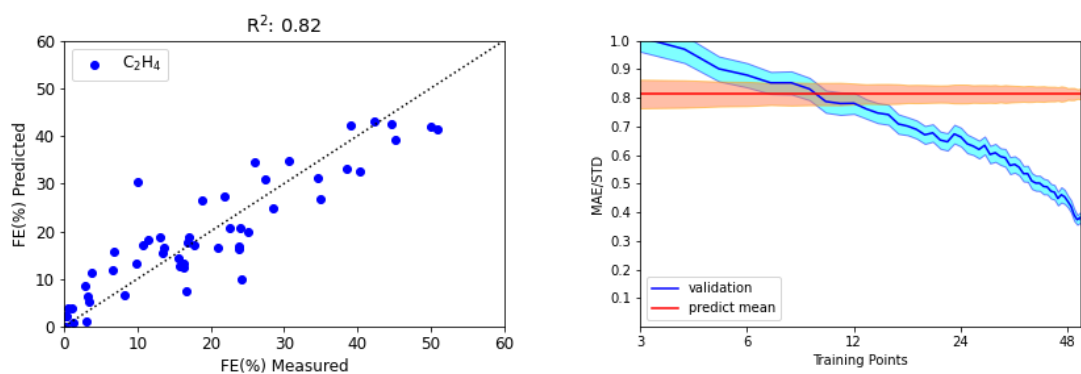 R²: 0.82
60
50
40
30
20
10
0
FE(%) Predicted
C₂H₄
0 10 20 30 40 50 60
FE(%) Measured
1.0
0.9
0.8
0.7
0.6
0.5
0.4
0.3
0.2
0.1
MAE/STD
validation
predict mean
3 6 12 24 48
Training Points